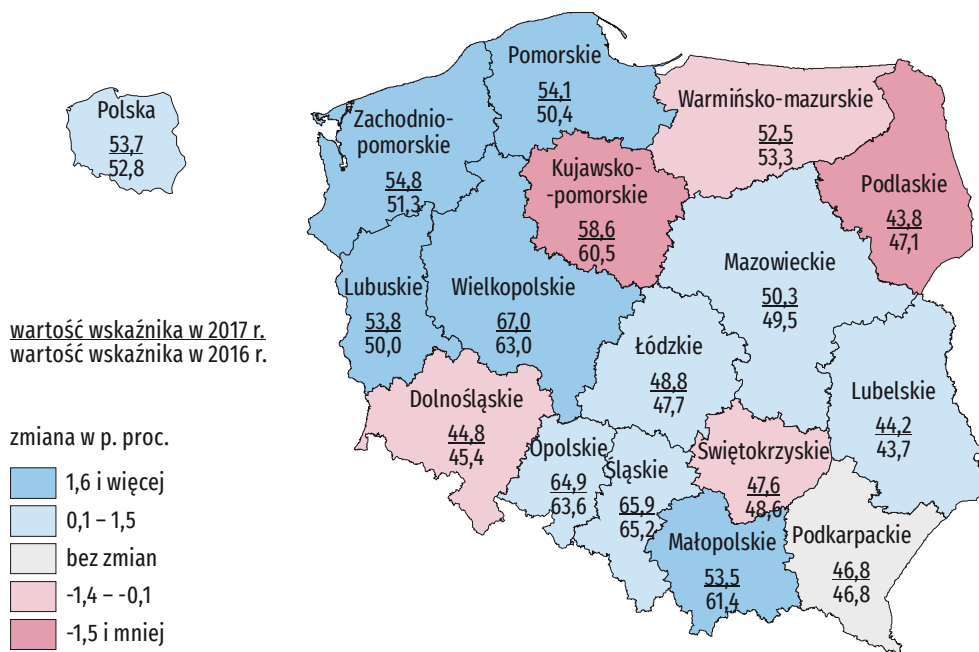 Polska
53,7
52,8
Pomorskie
54,1
50,4
Zachodnio-
pomorskie
54,8
51,3
Warmińsko-mazurskie
52,5
53,3
Kujawsko-
-pomorskie
58,6
60,5
Podlaskie
43,8
47,1
Mazowieckie
50,3
49,5
Lubuskie
53,8
50,0
Wielkopolskie
67,0
63,0
Łódzkie
48,8
47,7
Lubelskie
44,2
43,7
Dolnośląskie
44,8
45,4
Opolskie
64,9
63,6
Śląskie
65,9
65,2
Świętokrzyskie
47,6
48,6
Małopolskie
53,5
61,4
Podkarpackie
46,8
46,8
wartość wskaźnika w 2017 r.
wartość wskaźnika w 2016 r.
zmiana w p. proc.
1,6 i więcej
0,1 – 1,5
bez zmian
-1,4 – -0,1
-1,5 i mniej